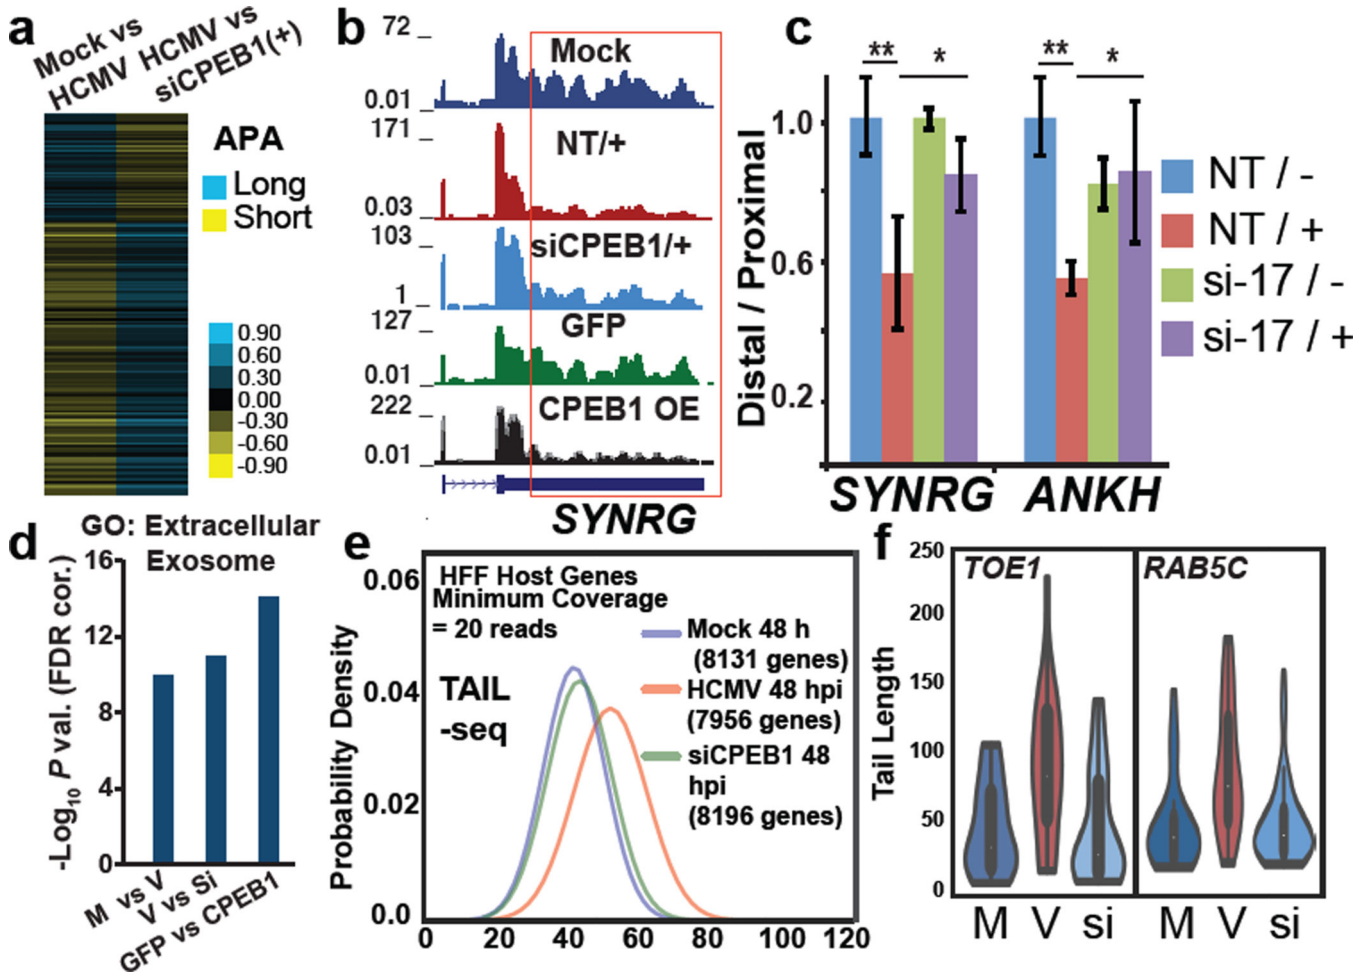 a
Mock vs
HCMV
HCMV vs
siCPEB1(+)
APA
Long
Short
0.90
0.60
0.30
0.00
-0.30
-0.60
-0.90
b
72
Mock
0.01
171
NT/+
0.03
103
siCPEB1/+
1
127
GFP
0.01
222
CPEB1 OE
0.01
SYNRG
c
** *
** *
Distal / Proximal
1.0
0.6
0.2
SYNRG
ANKH
NT / -
NT / +
si-17 / -
si-17 / +
d
GO: Extracellular
Exosome
-Log10 P val. (FDR cor.)
16
12
8
4
0
M vs V
V vs Si
GFP vs CPEB1
e
Probability Density
0.06
0.04
0.02
0.0
HFF Host Genes
Minimum Coverage
= 20 reads
TAIL
-seq
Mock 48 h
(8131 genes)
HCMV 48 hpi
(7956 genes)
siCPEB1 48
hpi
(8196 genes)
0 20 40 60 80 100 120
f
Tail Length
250
200
150
100
50
0
TOE1
RAB5C
M V si M V si